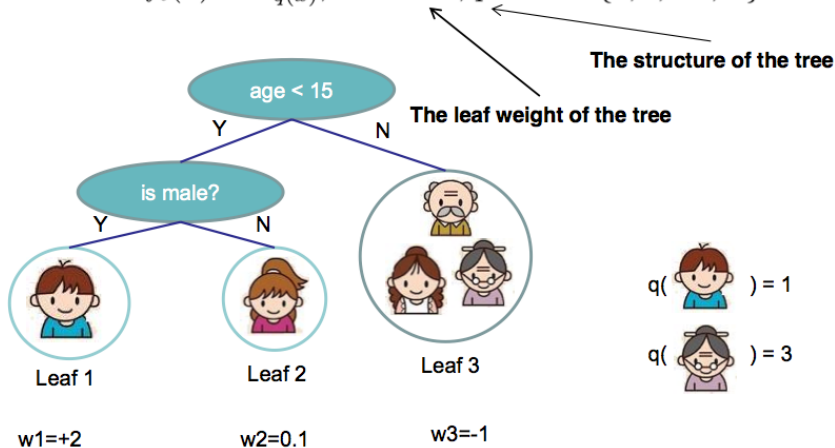 The structure of the tree
age < 15
The leaf weight of the tree
Y
N
is male?
Y
N
q( ) = 1
q( ) = 3
Leaf 1
Leaf 2
Leaf 3
w1=+2
w2=0.1
w3=-1